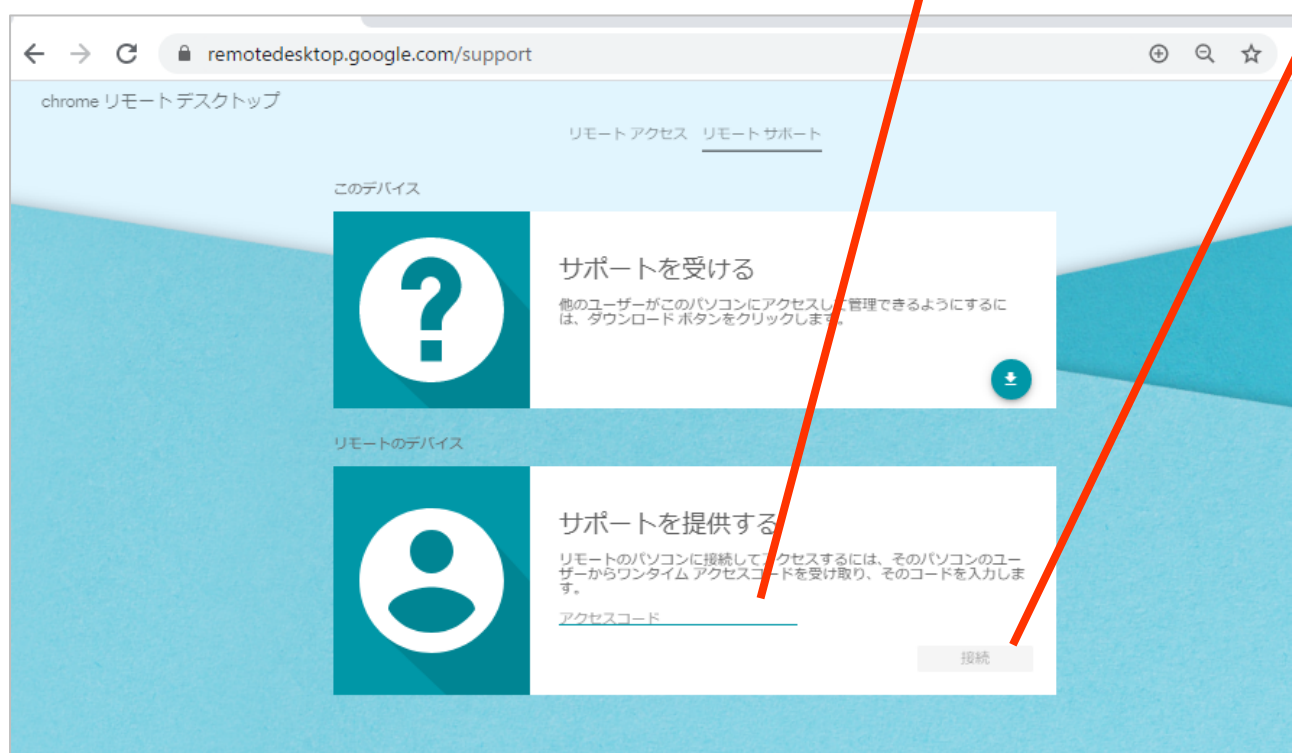 remotedesktop.google.com/support
chrome リモート デスクトップ
リモート アクセス リモート サポート
このデバイス
サポートを受ける
他のユーザーがこのパソコンにアクセスして管理できるようにするに
は、ダウンロード ボタンをクリックします。
リモートのデバイス
サポートを提供する
リモートのパソコンに接続してアクセスするには、そのパソコンのユー
ザーからワンタイム アクセスコードを受け取り、そのコードを入力しま
す。
アクセスコード
接続